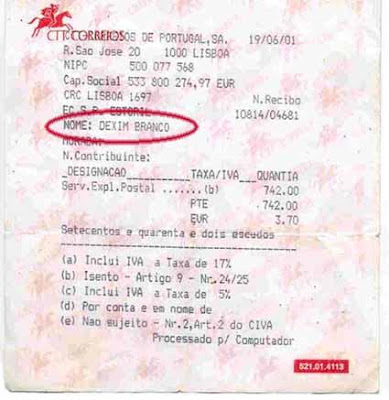 CTT CORREIOS
OS DE PORTUGAL,SA. 19/06/01
R.Sao Jose 20 1000 LISBOA
NIPC 500 077 568
Cap.Social 533 800 274,97 EUR
CRC LISBOA 1697 N.Recibo
EC S.P. ESTORIL 10814/04681
NOME: DEXIM BRANCO
MORADA:
N.Contribuinte:
DESIGNACAO TAXA/IVA QUANTIA
Serv.Expl.Postal ......(b) 742.00
PTE .742.00
EUR 3.70
Setecentos e quarenta e dois escudos
(a) Inclui IVA a Taxa de 17%
(b) Isento - Artigo 9 - Nr.24/25
(c) Inclui IVA a Taxa de 5%
(d) Por conta e em nome de
(e) Nao sujeito - Nr.2,Art.2 do CIVA
Processado p/ Computador
521.01.4113